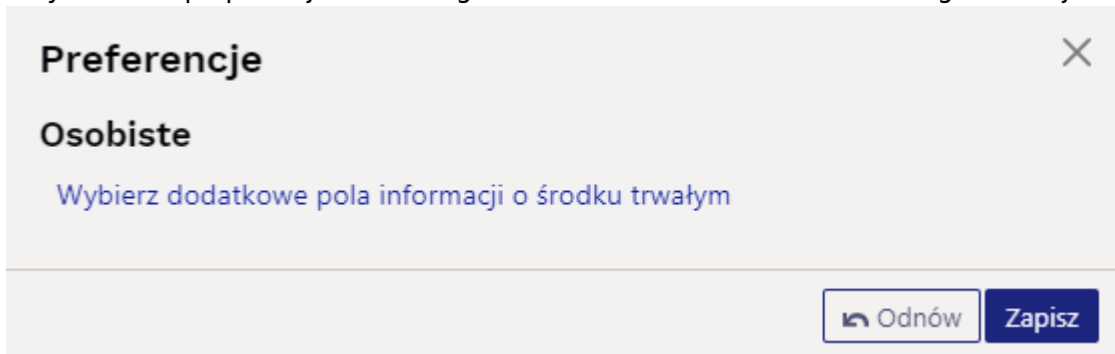 Preferencje
Osobiste
Wybierz dodatkowe pola informacji o środku trwałym
Odnów Zapisz